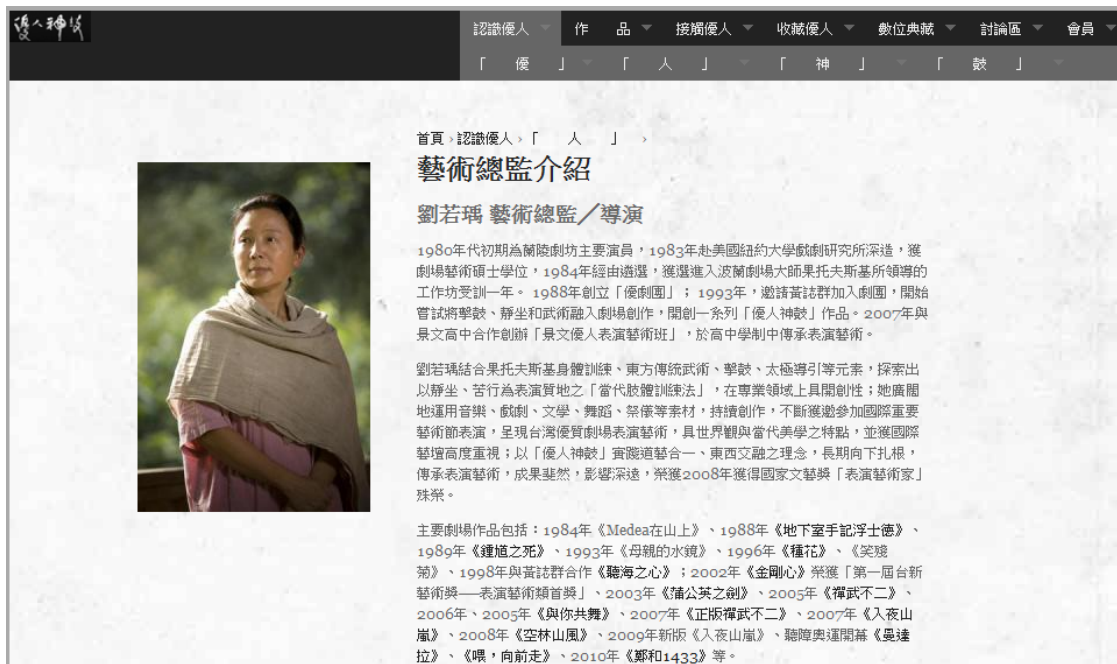 優人神鼓
認識優人 作 品 接觸優人 收藏優人 數位典藏 討論區 會員
「 優 」 「 人 」 「 神 」 「 鼓 」
首頁 › 認識優人 › 「 人 」 ›
藝術總監介紹
劉若瑀 藝術總監／導演
1980年代初期為蘭陵劇坊主要演員，1983年赴美國紐約大學戲劇研究所深造，獲
劇場藝術碩士學位，1984年經由遴選，獲選進入波蘭劇場大師果托夫斯基所領導的
工作坊受訓一年。 1988年創立「優劇團」； 1993年，邀請黃誌群加入劇團，開始
嘗試將擊鼓、靜坐和武術融入劇場創作，開創一系列「優人神鼓」作品。2007年與
景文高中合作創辦「景文優人表演藝術班」，於高中學制中傳承表演藝術。
劉若瑀結合果托夫斯基身體訓練、東方傳統武術、擊鼓、太極導引等元素，探索出
以靜坐、苦行為表演質地之「當代肢體訓練法」，在專業領域上具開創性；她廣闊
地運用音樂、戲劇、文學、舞蹈、祭儀等素材，持續創作，不斷獲邀參加國際重要
藝術節表演，呈現台灣優質劇場表演藝術，具世界觀與當代美學之特點，並獲國際
藝壇高度重視；以「優人神鼓」實踐道藝合一、東西交融之理念，長期向下扎根，
傳承表演藝術，成果斐然，影響深遠，榮獲2008年獲得國家文藝獎「表演藝術家」
殊榮。
主要劇場作品包括：1984年《Medea在山上》、1988年《地下室手記浮士德》、
1989年《鍾馗之死》、1993年《母親的水鏡》、1996年《種花》、《笑殘
菊》、1998年與黃誌群合作《聽海之心》；2002年《金剛心》榮獲「第一屆台新
藝術獎──表演藝術類首獎」、2003年《蒲公英之劍》、2005年《禪武不二》、
2006年、2005年《與你共舞》、2007年《正版禪武不二》、2007年《入夜山
嵐》、2008年《空林山風》、2009年新版《入夜山嵐》、聽障奧運開幕《曼達
拉》、《喂，向前走》、2010年《鄭和1433》等。